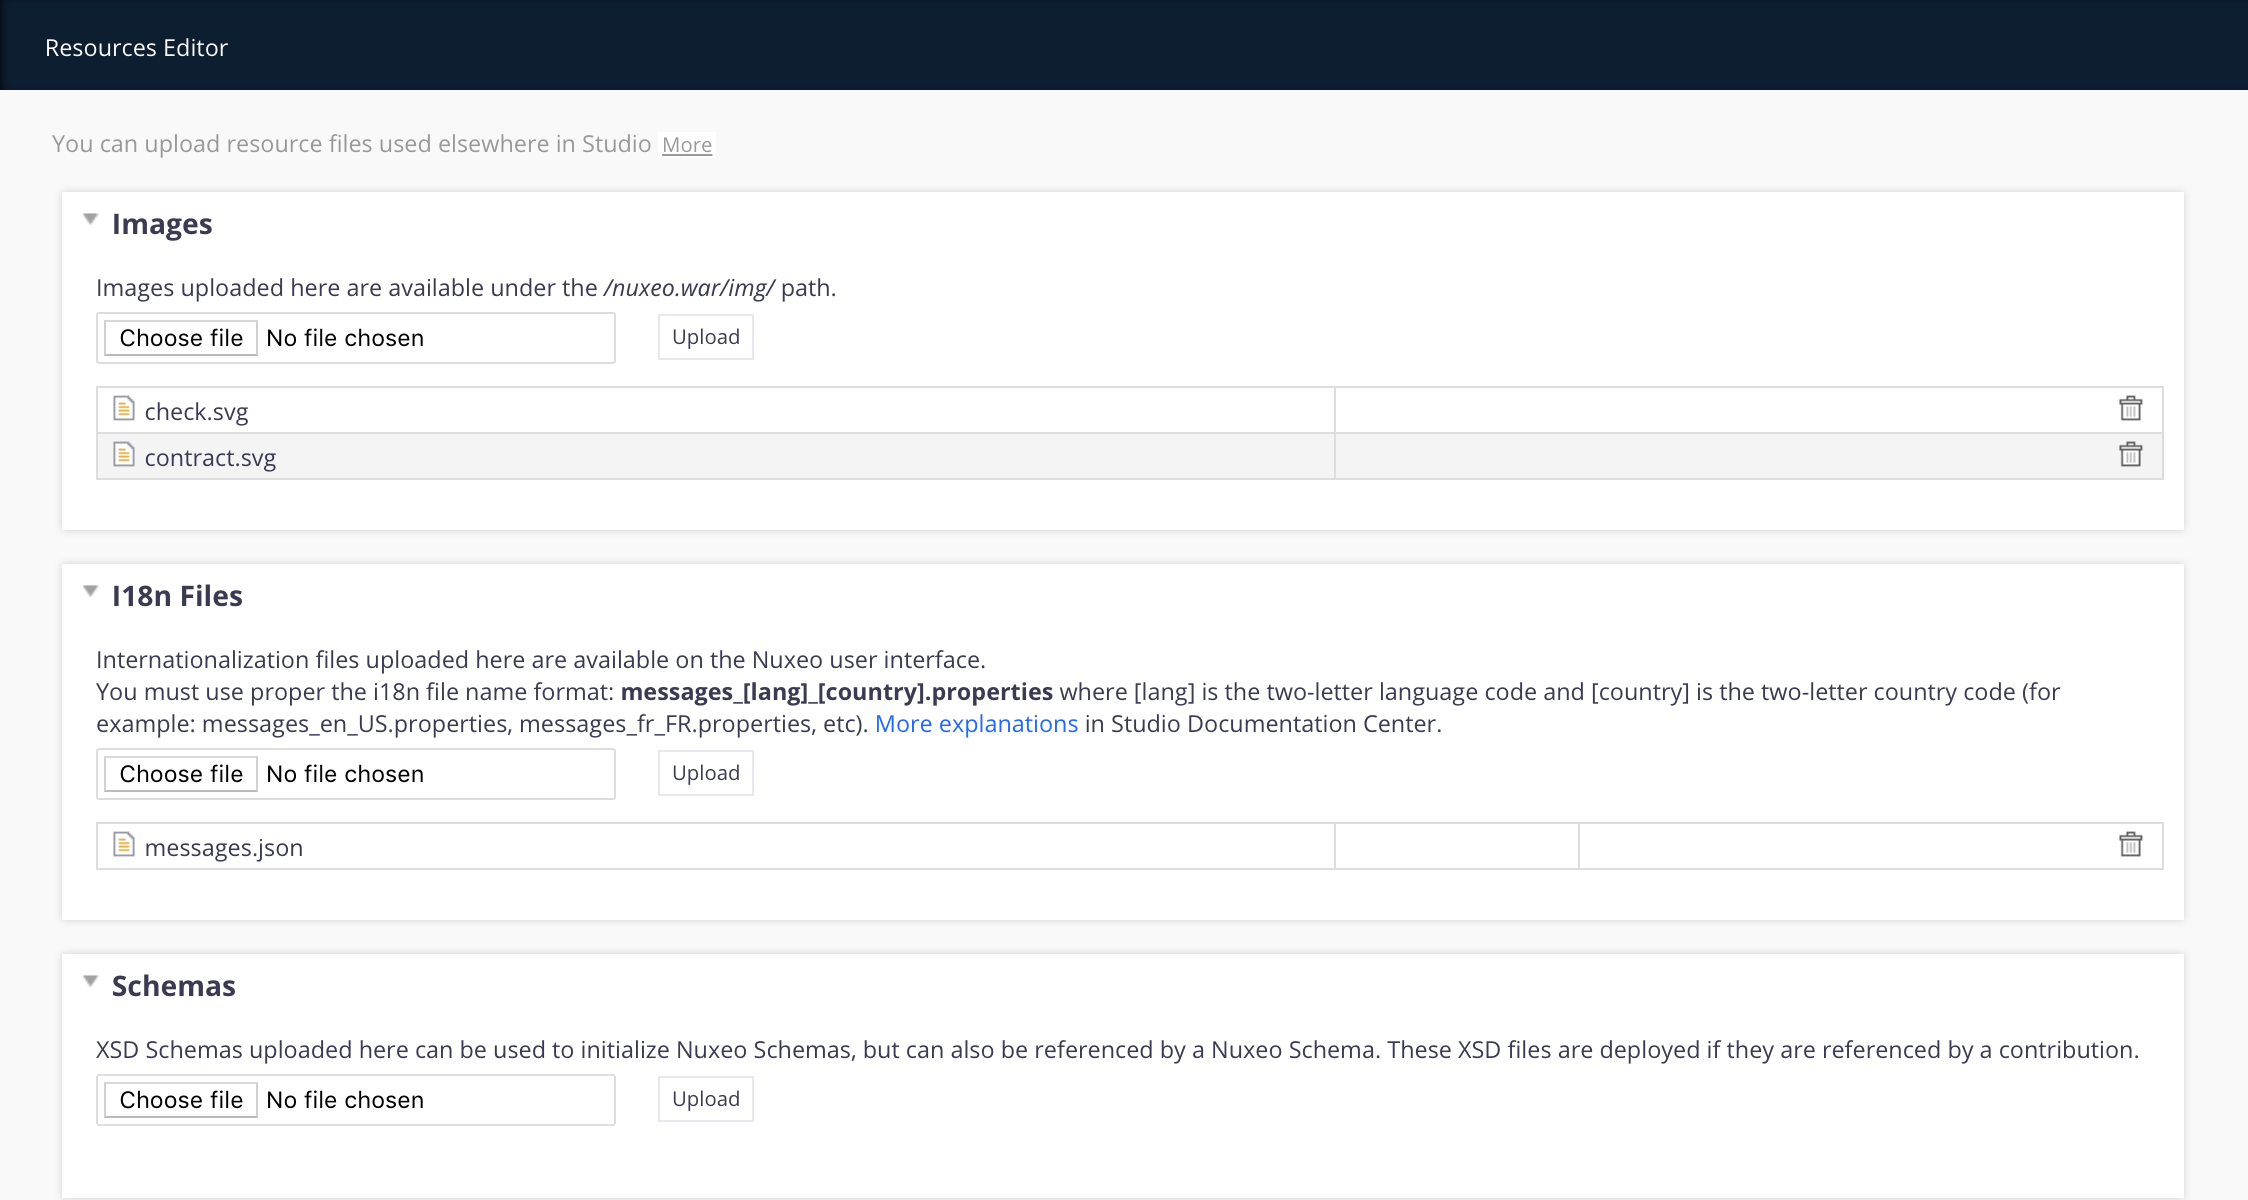 Resources Editor
You can upload resource files used elsewhere in Studio More
Images
Images uploaded here are available under the /nuxeo.war/img/ path.
Choose file No file chosen Upload
check.svg
contract.svg
I18n Files
Internationalization files uploaded here are available on the Nuxeo user interface.
You must use proper the i18n file name format: messages_[lang]_[country].properties where [lang] is the two-letter language code and [country] is the two-letter country code (for
example: messages_en_US.properties, messages_fr_FR.properties, etc). More explanations in Studio Documentation Center.
Choose file No file chosen Upload
messages.json
Schemas
XSD Schemas uploaded here can be used to initialize Nuxeo Schemas, but can also be referenced by a Nuxeo Schema. These XSD files are deployed if they are referenced by a contribution.
Choose file No file chosen Upload